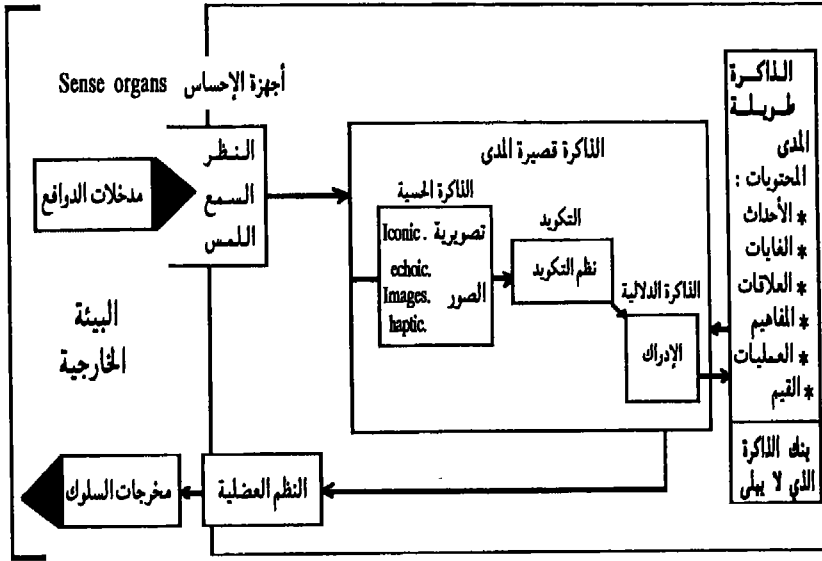 أجهزة الإحساس Sense organs
مدخلات الدوافع
النظر
السمع
اللمس
البيئة
الخارجية
الذاكرة قصيرة المدى
الذاكرة الحسية
تصويرية Iconic.
echoic.
الصور Images.
haptic.
التكويد
نظم التكويد
الذاكرة الدلالية
الإدراك
الذاكرة
طويلة
المدى
المحتويات :
* الأحداث
* الغايات
* العلاقات
* المفاهيم
* العمليات
* القيم
بنك الذاكرة
الذي لا يبلى
النظم العضلية
مخرجات السلوك